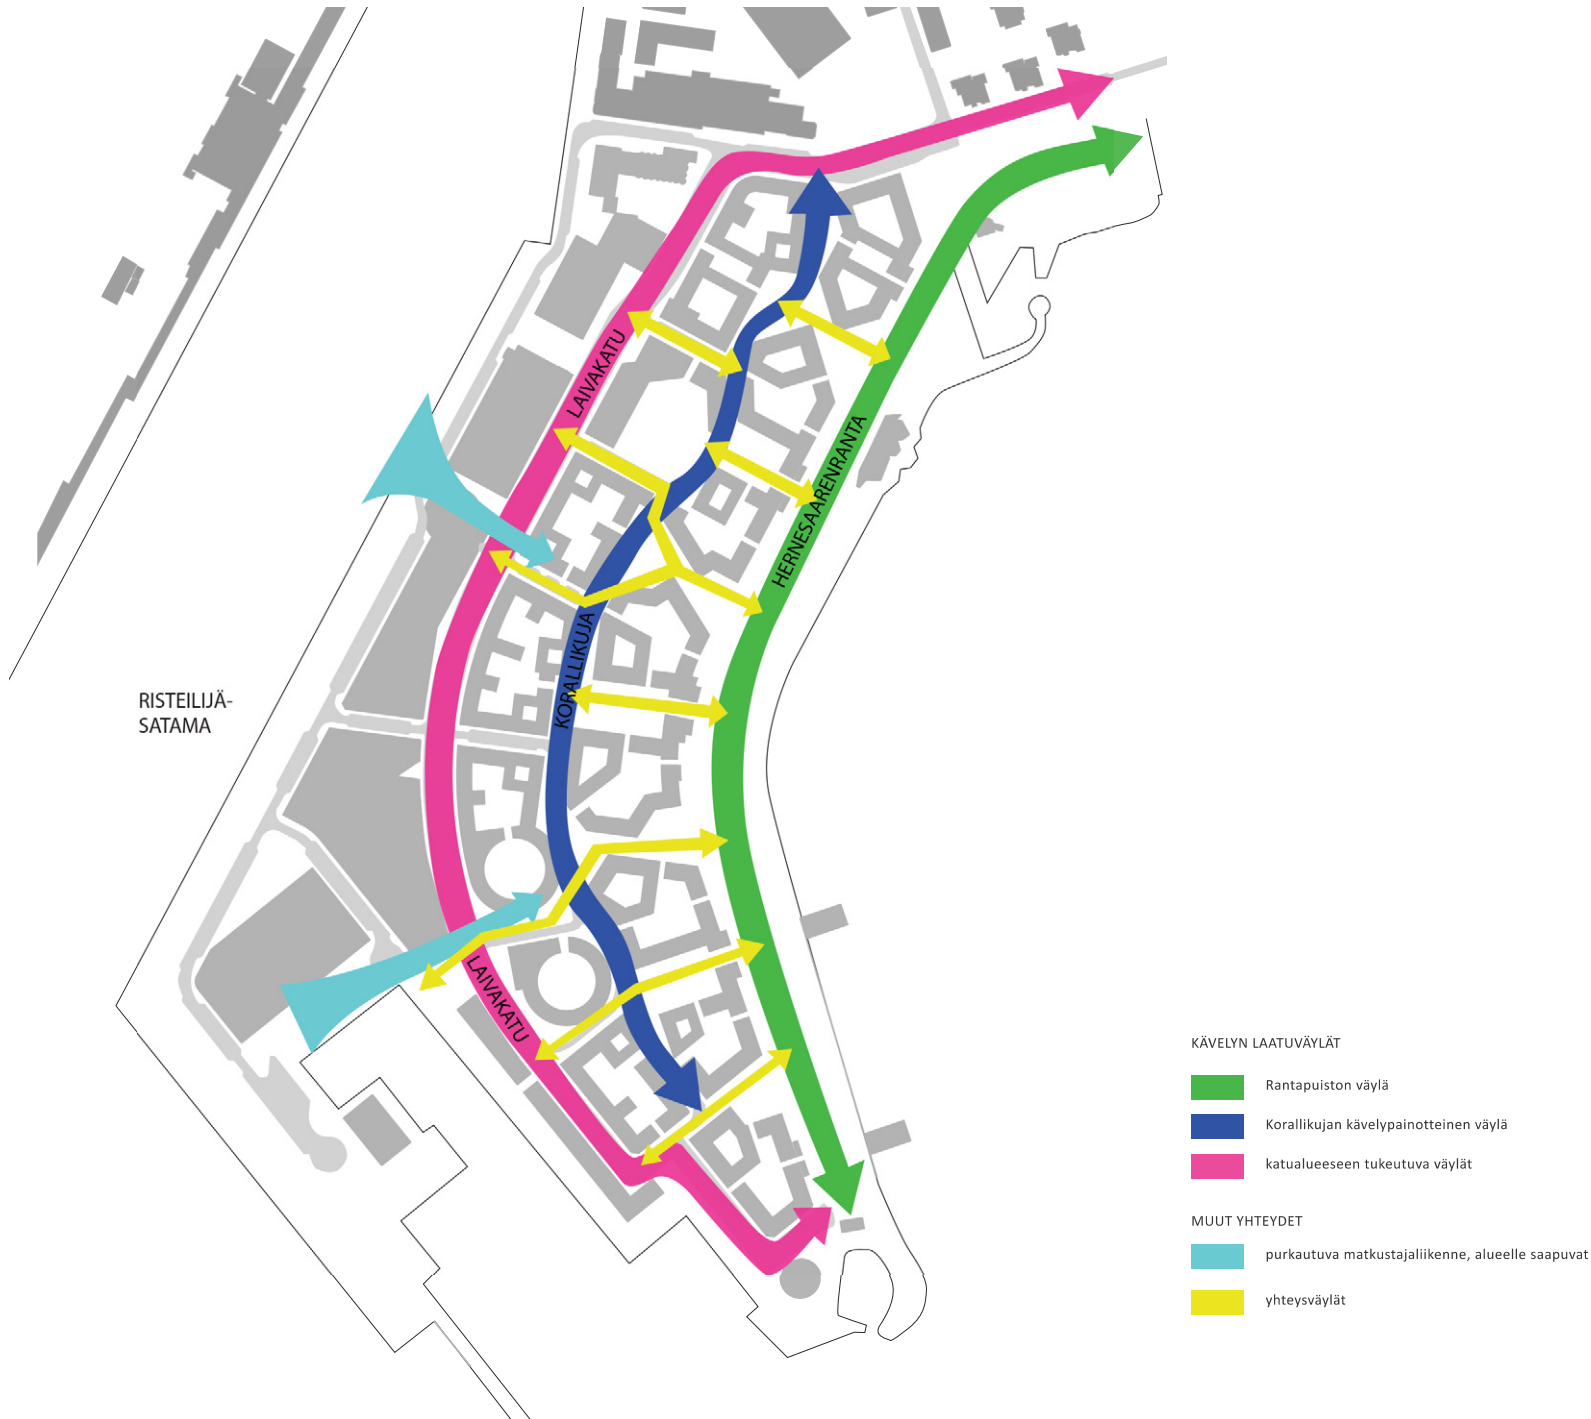 LAIVAKATU
HERNESAARENRANTA
KORALLIKUJA
RISTEILIJÄ-
SATAMA
LAIVAKATU
KÄVELYN LAATUVÄYLÄT
Rantapuiston väylä
Korallikujan kävelypainotteinen väylä
katualueeseen tukeutuva väylät
MUUT YHTEYDET
purkautuva matkustajaliikenne, alueelle saapuvat
yhteysväylät